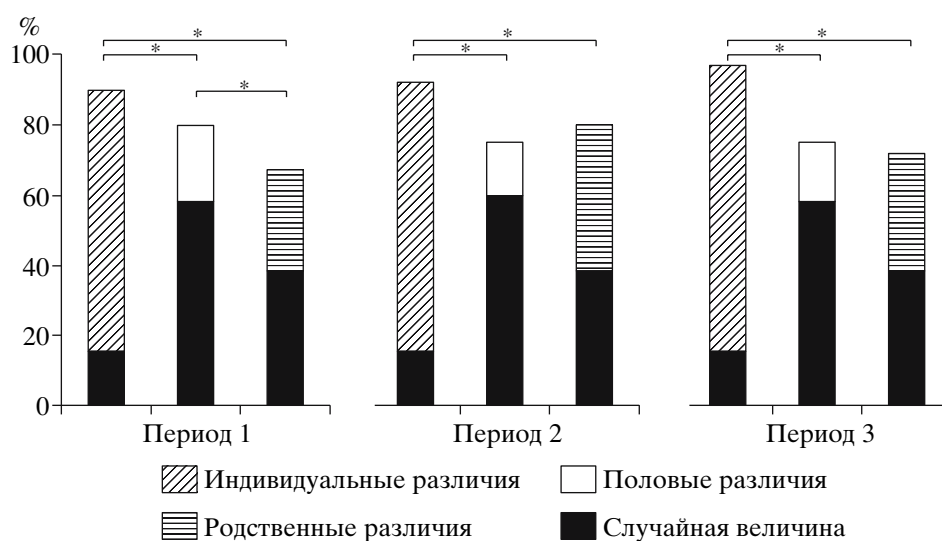 %
* * *
* * *
100
*
80
60
40
20
0
Период 1 Период 2 Период 3
Индивидуальные различия Половые различия
Родственные различия Случайная величина